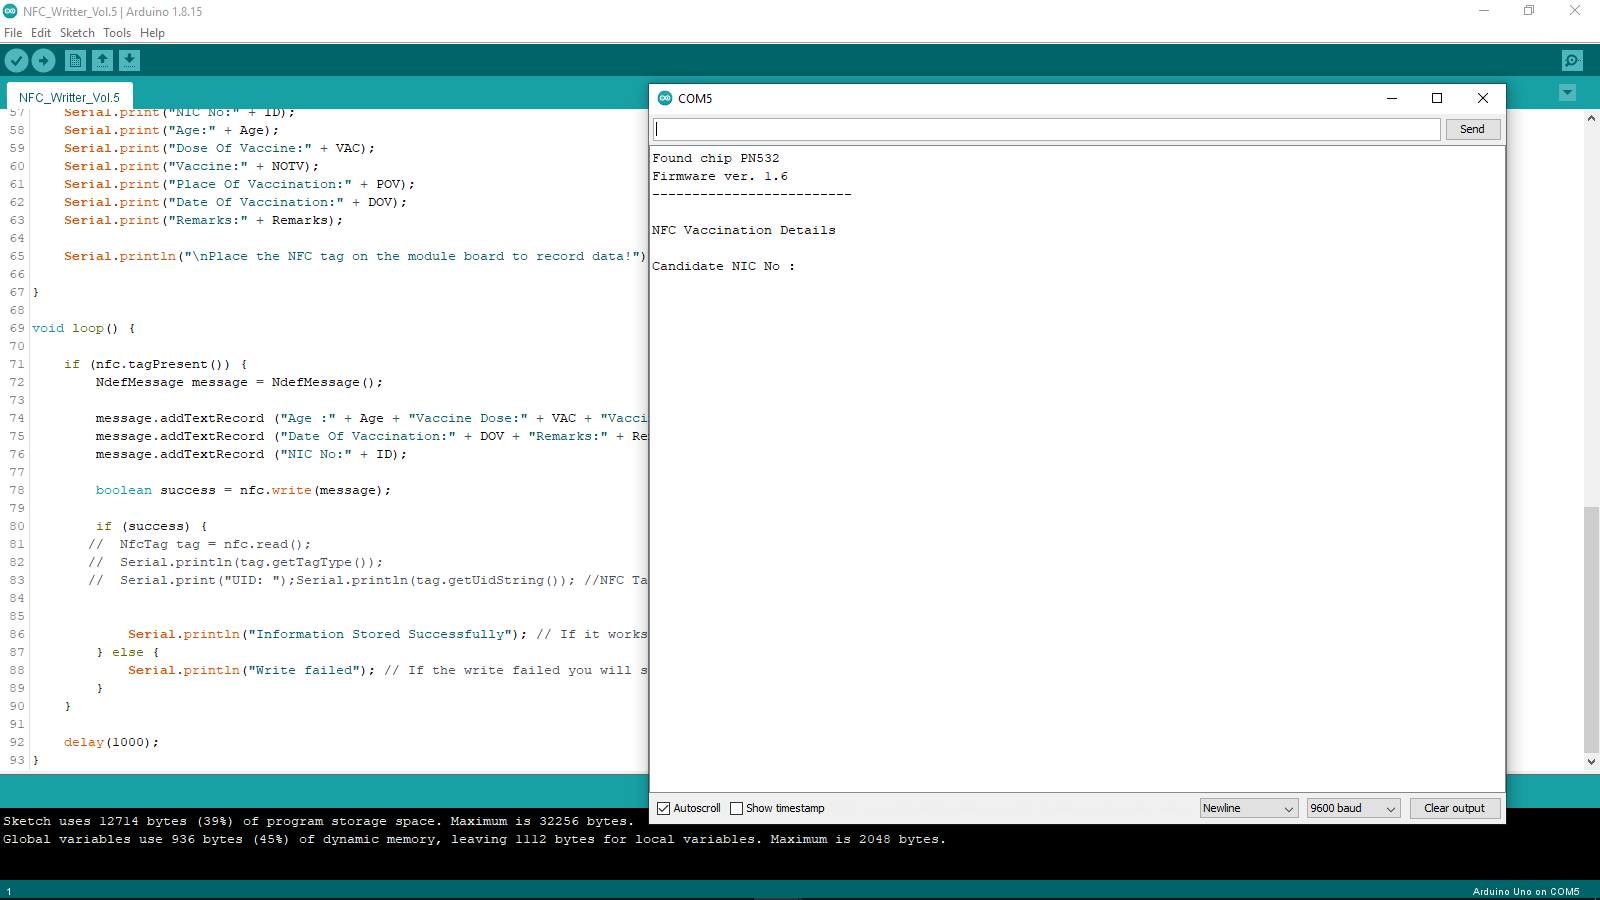 NFC_Writter_Vol.5 | Arduino 1.8.15
File Edit Sketch Tools Help
NFC_Writter_Vol.5
57 Serial.print("NIC No:" + ID);
58 Serial.print("Age:" + Age);
59 Serial.print("Dose Of Vaccine:" + VAC);
60 Serial.print("Vaccine:" + NOTV);
61 Serial.print("Place Of Vaccination:" + POV);
62 Serial.print("Date Of Vaccination:" + DOV);
63 Serial.print("Remarks:" + Remarks);
64
65 Serial.println("\nPlace the NFC tag on the module board to record data!")
66
67 }
68
69 void loop() {
70
71 if (nfc.tagPresent()) {
72 NdefMessage message = NdefMessage();
73
74 message.addTextRecord ("Age :" + Age + "Vaccine Dose:" + VAC + "Vacci
75 message.addTextRecord ("Date Of Vaccination:" + DOV + "Remarks:" + Re
76 message.addTextRecord ("NIC No:" + ID);
77
78 boolean success = nfc.write(message);
79
80 if (success) {
81 // NfcTag tag = nfc.read();
82 // Serial.println(tag.getTagType());
83 // Serial.print("UID: ");Serial.println(tag.getUidString()); //NFC Ta
84
85
86 Serial.println("Information Stored Successfully"); // If it works
87 } else {
88 Serial.println("Write failed"); // If the write failed you will s
89 }
90 }
91
92 delay(1000);
93 }
COM5
Send
Found chip PN532
Firmware ver. 1.6
-------------------------
NFC Vaccination Details
Candidate NIC No :
Autoscroll Show timestamp Newline 9600 baud Clear output
Sketch uses 12714 bytes (39%) of program storage space. Maximum is 32256 bytes.
Global variables use 936 bytes (45%) of dynamic memory, leaving 1112 bytes for local variables. Maximum is 2048 bytes.
1 Arduino Uno on COM5